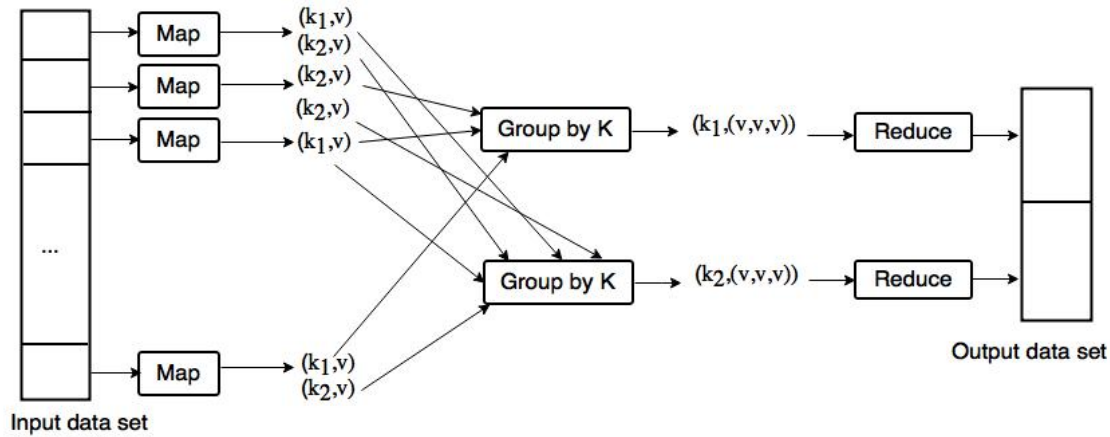 Map
(k1,v)
(k2,v)
Map
(k2,v)
(k2,v)
Map
(k1,v)
Group by K
(k1,(v,v,v))
Reduce
...
Group by K
(k2,(v,v,v))
Reduce
Map
(k1,v)
(k2,v)
Output data set
Input data set